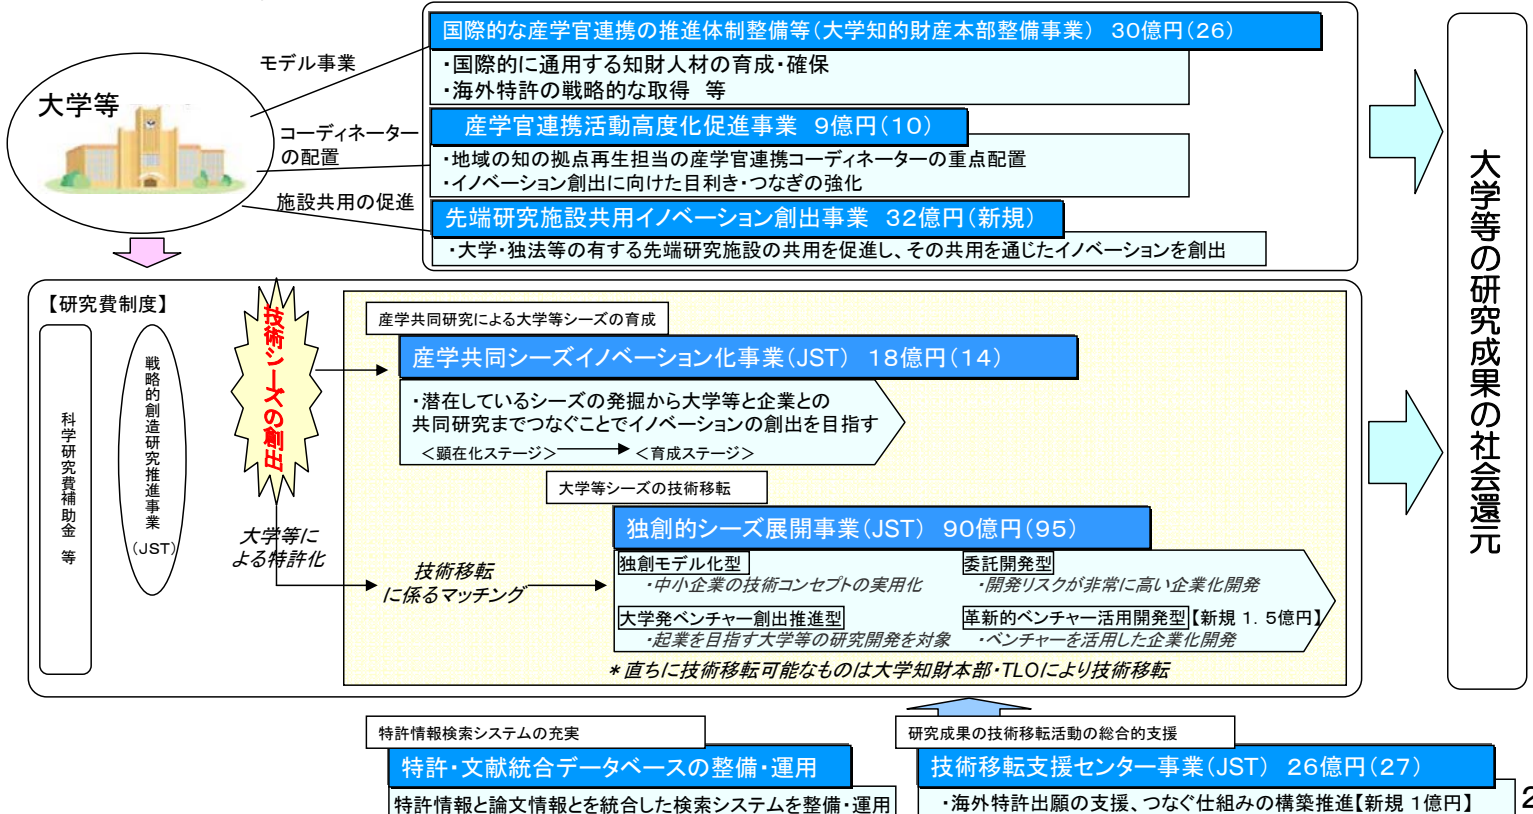 国際的な産学官連携の推進体制整備等(大学知的財産本部整備事業) 30億円(26)
・国際的に通用する知財人材の育成・確保
・海外特許の戦略的な取得 等
モデル事業
大学等
産学官連携活動高度化促進事業 9億円(10)
コーディネーター
の配置
・地域の知の拠点再生担当の産学官連携コーディネーターの重点配置
・イノベーション創出に向けた目利き・つなぎの強化
施設共用の促進
先端研究施設共用イノベーション創出事業 32億円(新規)
・大学・独法等の有する先端研究施設の共用を促進し、その共用を通じたイノベーションを創出
大学等の研究成果の社会還元
【研究費制度】
科学研究費補助金 等
戦略的創造研究推進事業
(JST)
技術シーズの創出
産学共同研究による大学等シーズの育成
産学共同シーズイノベーション化事業(JST) 18億円(14)
・潜在しているシーズの発掘から大学等と企業との
共同研究までつなぐことでイノベーションの創出を目指す
<顕在化ステージ> <育成ステージ>
大学等シーズの技術移転
独創的シーズ展開事業(JST) 90億円(95)
大学等に
よる特許化
技術移転
に係るマッチング
独創モデル化型
・中小企業の技術コンセプトの実用化
委託開発型
・開発リスクが非常に高い企業化開発
大学発ベンチャー創出推進型
・起業を目指す大学等の研究開発を対象
革新的ベンチャー活用開発型【新規 1.5億円】
・ベンチャーを活用した企業化開発
*直ちに技術移転可能なものは大学知財本部・TLOにより技術移転
特許情報検索システムの充実
特許・文献統合データベースの整備・運用
特許情報と論文情報とを統合した検索システムを整備・運用
研究成果の技術移転活動の総合的支援
技術移転支援センター事業(JST) 26億円(27)
・海外特許出願の支援、つなぐ仕組みの構築推進【新規 1億円】